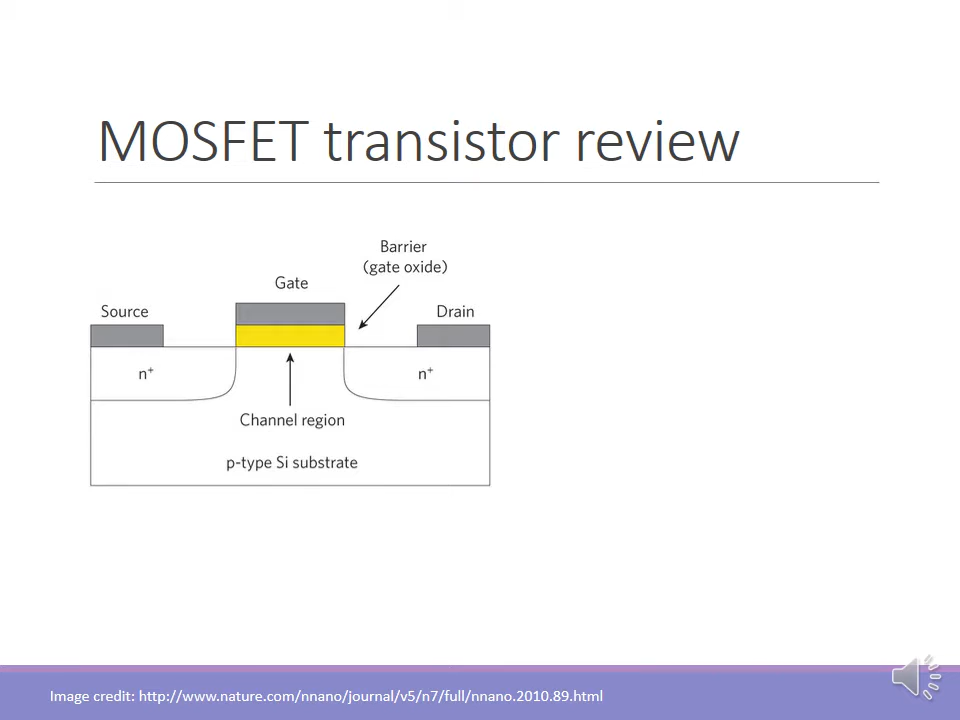 MOSFET transistor review
Barrier
(gate oxide)
Gate
Source
Drain
n⁺
n⁺
Channel region
p-type Si substrate
Image credit: http://www.nature.com/nnano/journal/v5/n7/full/nnano.2010.89.html